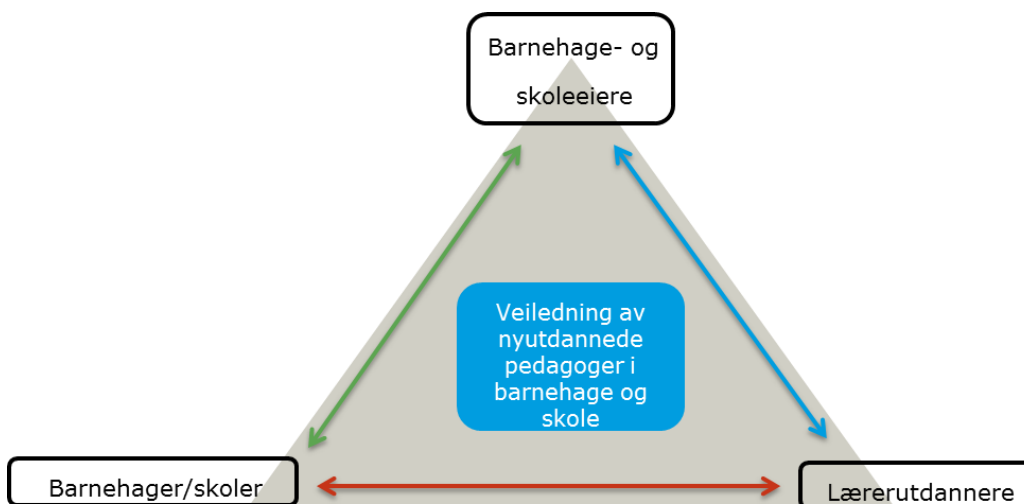 Barnehage- og
skoleeiere
Veiledning av
nyutdannede
pedagoger i
barnehage og
skole
Barnehager/skoler
Lærerutdannere